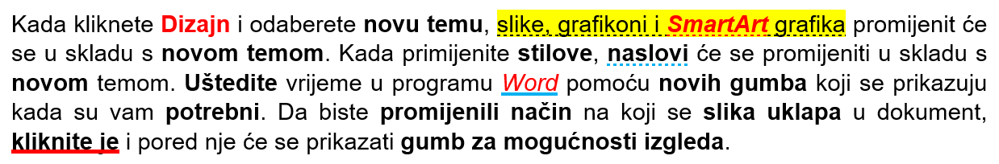 Kada kliknete Dizajn i odaberete novu temu, slike, grafikoni i SmartArt grafika promijenit će
se u skladu s novom temom. Kada primijenite stilove, naslovi će se promijeniti u skladu s
novom temom. Uštedite vrijeme u programu Word pomoću novih gumba koji se prikazuju
kada su vam potrebni. Da biste promijenili način na koji se slika uklapa u dokument,
kliknite je i pored nje će se prikazati gumb za mogućnosti izgleda.